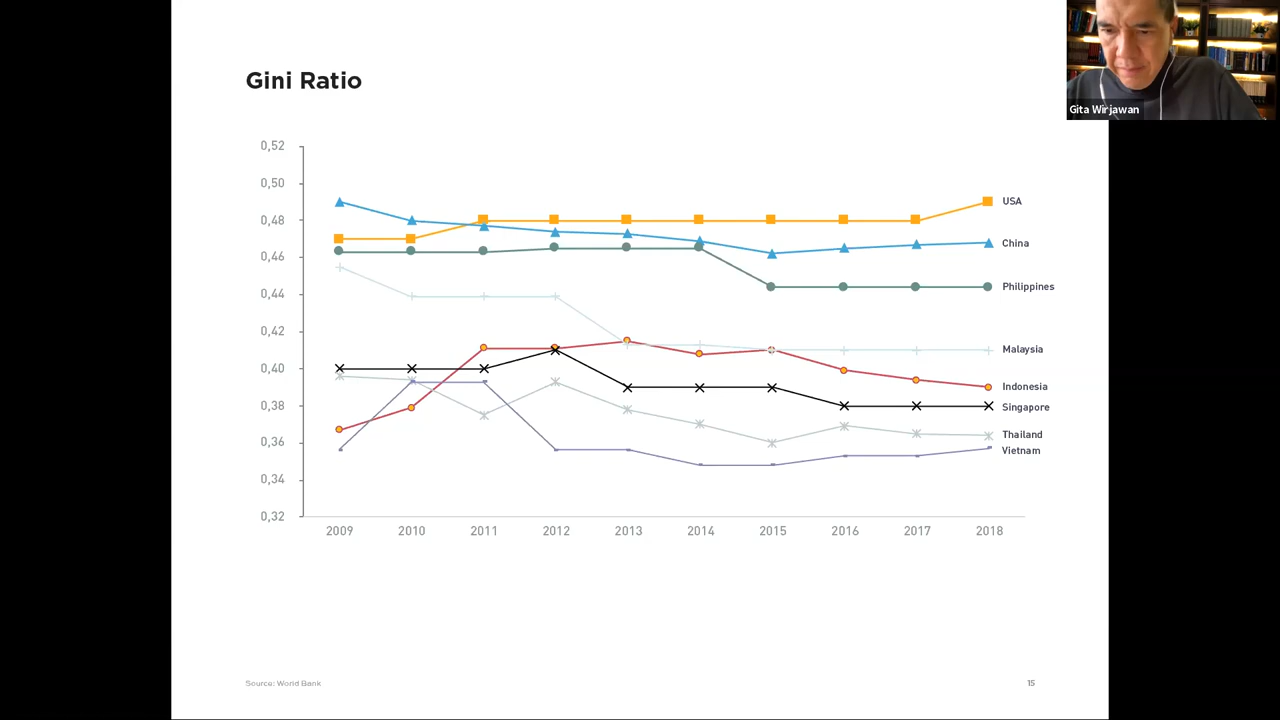 Gini Ratio
Gita Wirjawan
0,52
0,50
0,48
0,46
0,44
0,42
0,40
0,38
0,36
0,34
0,32
USA
China
Philippines
Malaysia
Indonesia
Singapore
Thailand
Vietnam
2009 2010 2011 2012 2013 2014 2015 2016 2017 2018
Source: World Bank
15